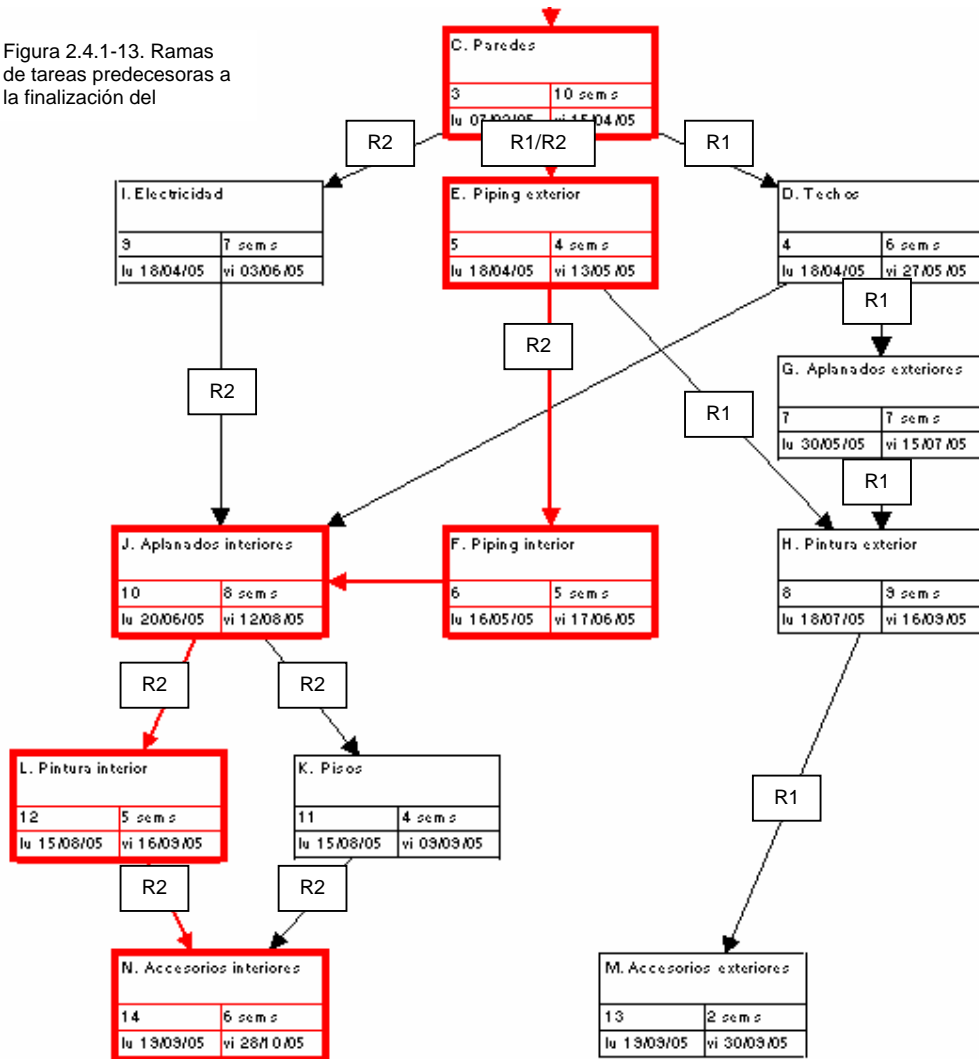 Figura 2.4.1-13. Ramas
de tareas predecesoras a
la finalización del
C. Paredes
3 10 sems
lu 07/02/05 vi 15/04/05
R2 R1/R2 R1
I. Electricidad
9 7 sems
lu 18/04/05 vi 03/06/05
E. Piping exterior
5 4 sems
lu 18/04/05 vi 13/05/05
D. Techos
4 6 sems
lu 18/04/05 vi 27/05/05
R1
R2
R2
R1
G. Aplanados exteriores
7 7 sems
lu 30/05/05 vi 15/07/05
R1
J. Aplanados interiores
10 8 sems
lu 20/06/05 vi 12/08/05
F. Piping interior
6 5 sems
lu 16/05/05 vi 17/06/05
H. Pintura exterior
8 9 sems
lu 18/07/05 vi 16/09/05
R2 R2
L. Pintura interior
12 5 sems
lu 15/08/05 vi 16/09/05
K. Pisos
11 4 sems
lu 15/08/05 vi 09/09/05
R1
R2 R2
N. Accesorios interiores
14 6 sems
lu 19/09/05 vi 28/10/05
M. Accesorios exteriores
13 2 sems
lu 19/09/05 vi 30/09/05